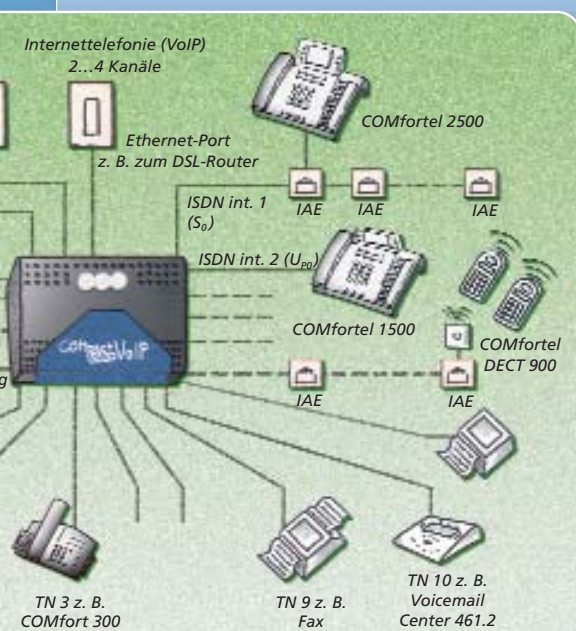 Internettelefonie (VoIP)
2...4 Kanäle
COMfortel 2500
Ethernet-Port
z. B. zum DSL-Router
ISDN int. 1
(S₀)
IAE
IAE
IAE
ISDN int. 2 (Uₚ₀)
COMfortel 1500
COMfortel
DECT 900
COMpact VoIP
g
IAE
IAE
TN 3 z. B.
COMfort 300
TN 9 z. B.
Fax
TN 10 z. B.
Voicemail
Center 461.2